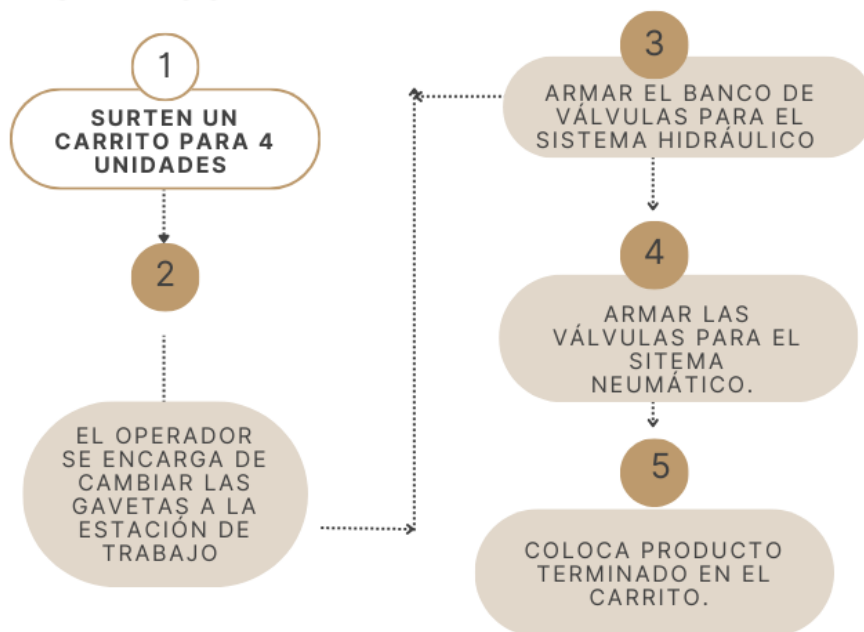 1
SURTEN UN
CARRITO PARA 4
UNIDADES
2
EL OPERADOR
SE ENCARGA DE
CAMBIAR LAS
GAVETAS A LA
ESTACIÓN DE
TRABAJO
3
ARMAR EL BANCO DE
VÁLVULAS PARA EL
SISTEMA HIDRÁULICO
4
ARMAR LAS
VÁLVULAS PARA EL
SITEMA
NEUMÁTICO.
5
COLOCA PRODUCTO
TERMINADO EN EL
CARRITO.